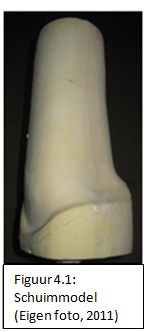 Figuur 4.1:
Schuimmodel
(Eigen foto, 2011)